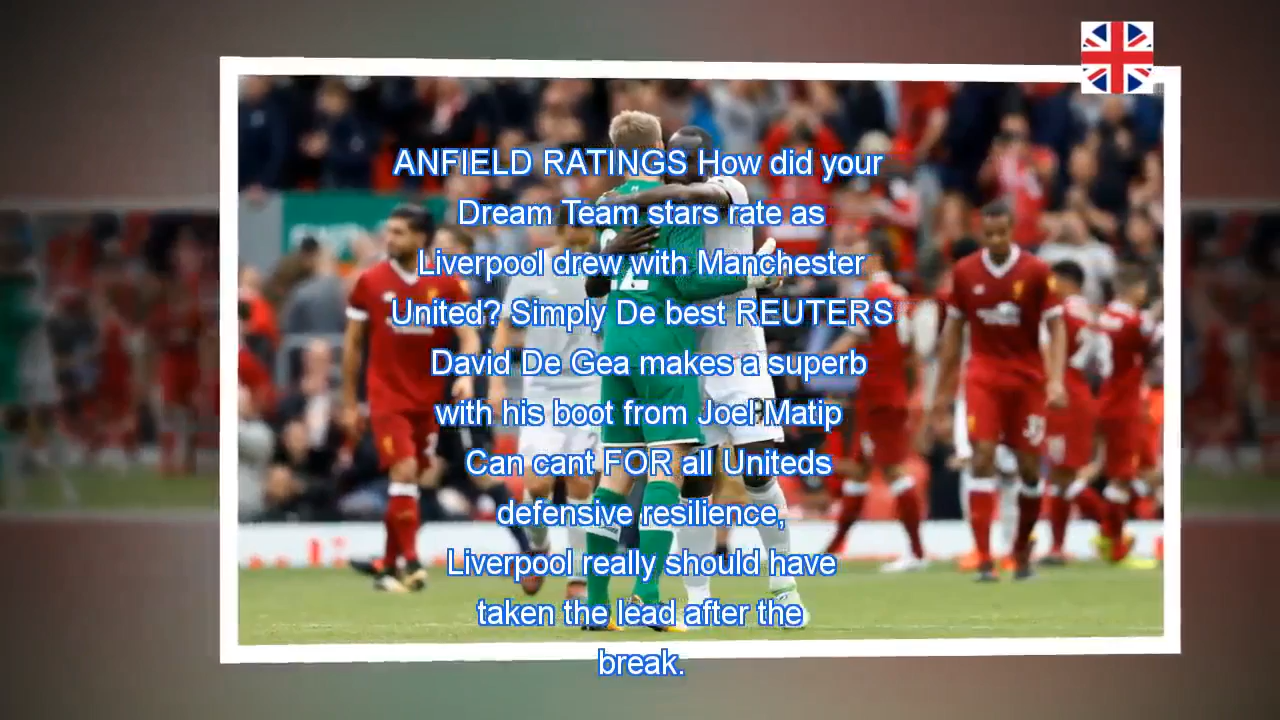 ANFIELD RATINGS How did your
Dream Team stars rate as
Liverpool drew with Manchester
United? Simply De best REUTERS
David De Gea makes a superb
with his boot from Joel Matip
Can cant FOR all Uniteds
defensive resilience,
Liverpool really should have
taken the lead after the
break.